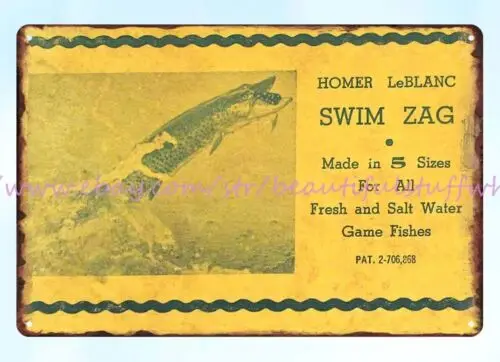 HOMER LeBLANC
SWIM ZAG
Made in 5 Sizes
For All
Fresh and Salt Water
Game Fishes
PAT. 2-706,868